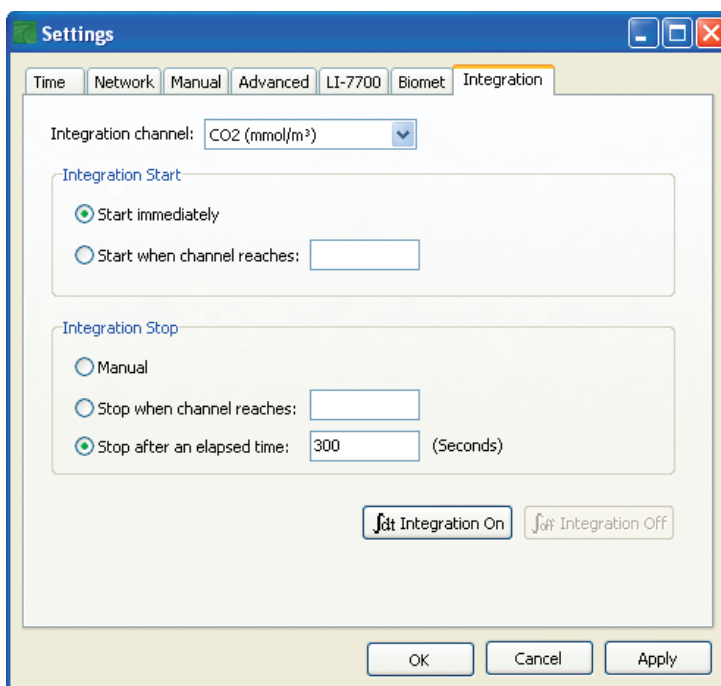 Settings
Time Network Manual Advanced LI-7700 Biomet Integration
Integration channel: CO2 (mmol/m³)
Integration Start
Start immediately
Start when channel reaches:
Integration Stop
Manual
Stop when channel reaches:
Stop after an elapsed time: 300 (Seconds)
∫dt Integration On ∫off Integration Off
OK Cancel Apply